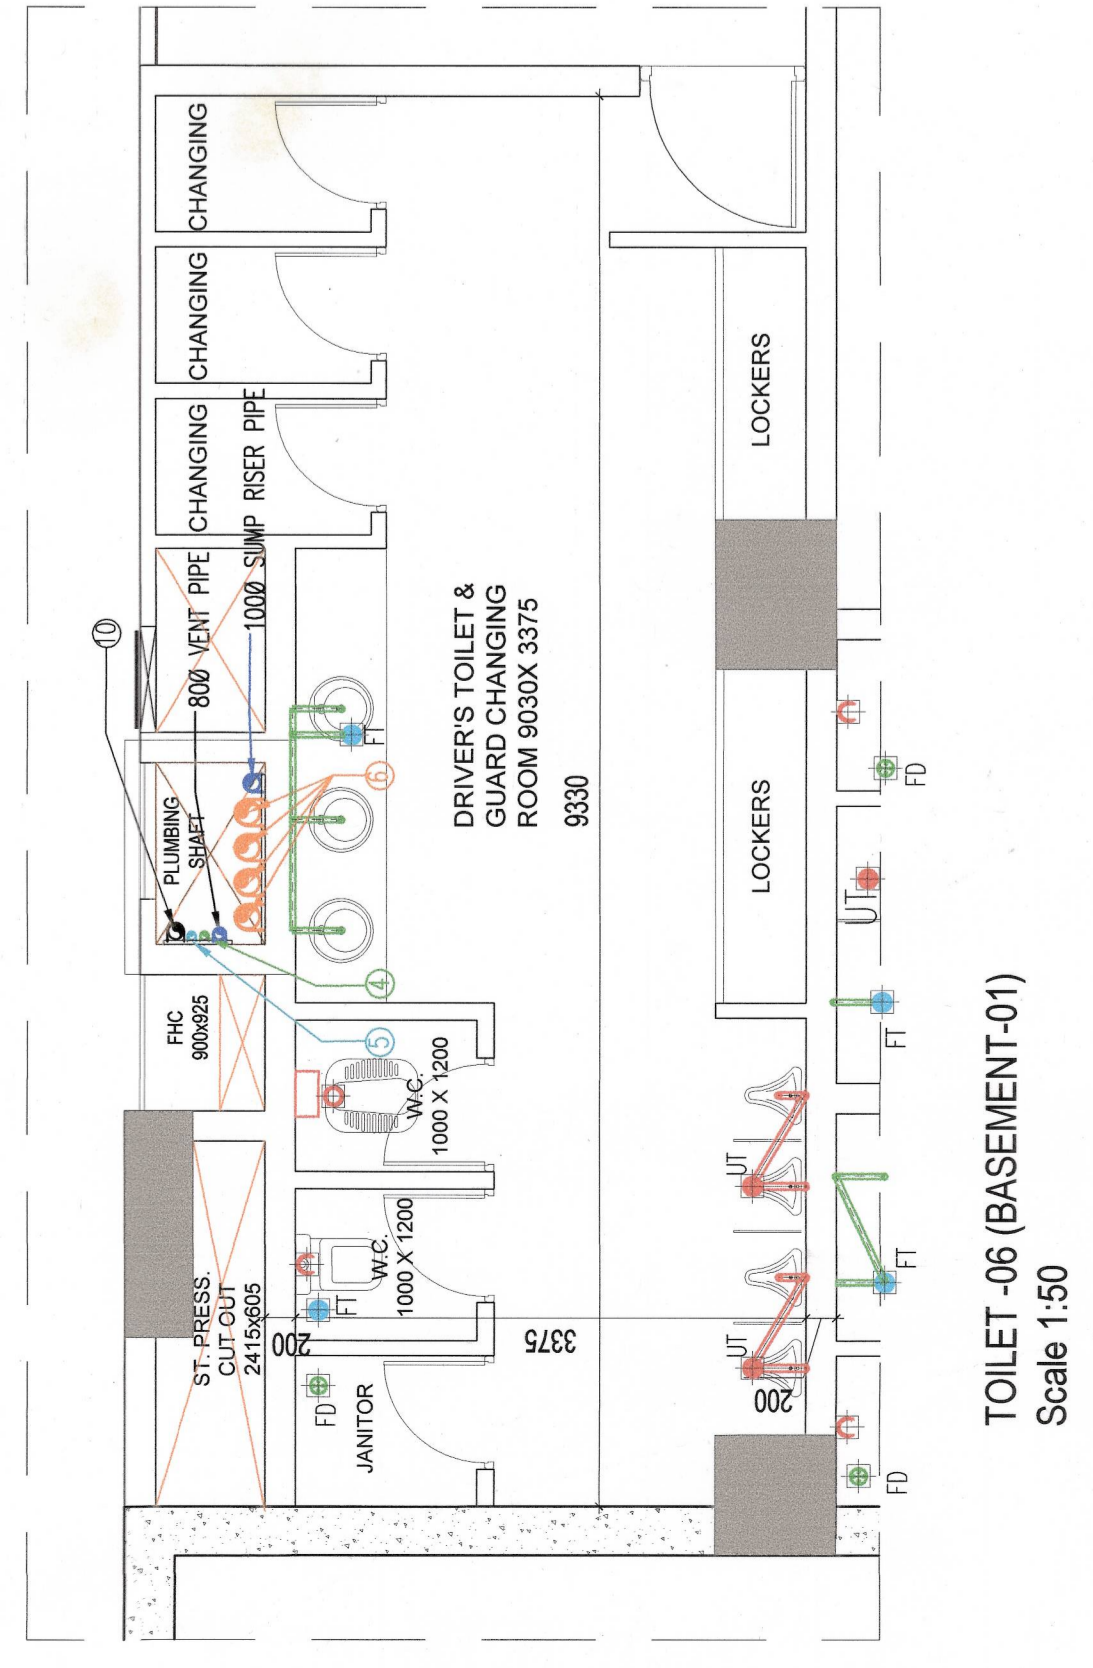 CHANGING
CHANGING
CHANGING
1000 SUMP RISER PIPE
800 VENT PIPE
10
PLUMBING
SHAFT
6
4
5
FHC
900x925
ST. PRESS.
CUT OUT
2415x605
200
W.C.
1000 X 1200
W.C.
1000 X 1200
FT
FT
FD
JANITOR
DRIVER'S TOILET &
GUARD CHANGING
ROOM 9030X 3375
9330
3375
LOCKERS
LOCKERS
UT
UT
200
FD
UT
FT
FT
FD
TOILET -06 (BASEMENT-01)
Scale 1:50